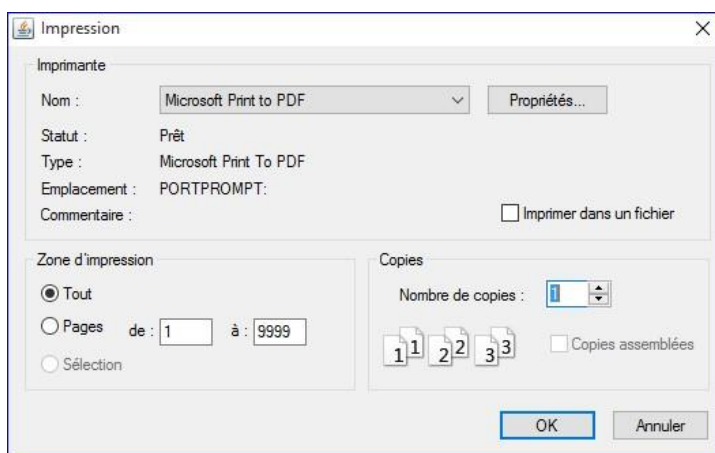 Impression
Imprimante
Nom : Microsoft Print to PDF Propriétés...
Statut : Prêt
Type : Microsoft Print To PDF
Emplacement : PORTPROMPT:
Commentaire : Imprimer dans un fichier
Zone d'impression
Tout
Pages de : 1 à : 9999
Sélection
Copies
Nombre de copies : 1
1 1 2 2 3 3 Copies assemblées
OK Annuler